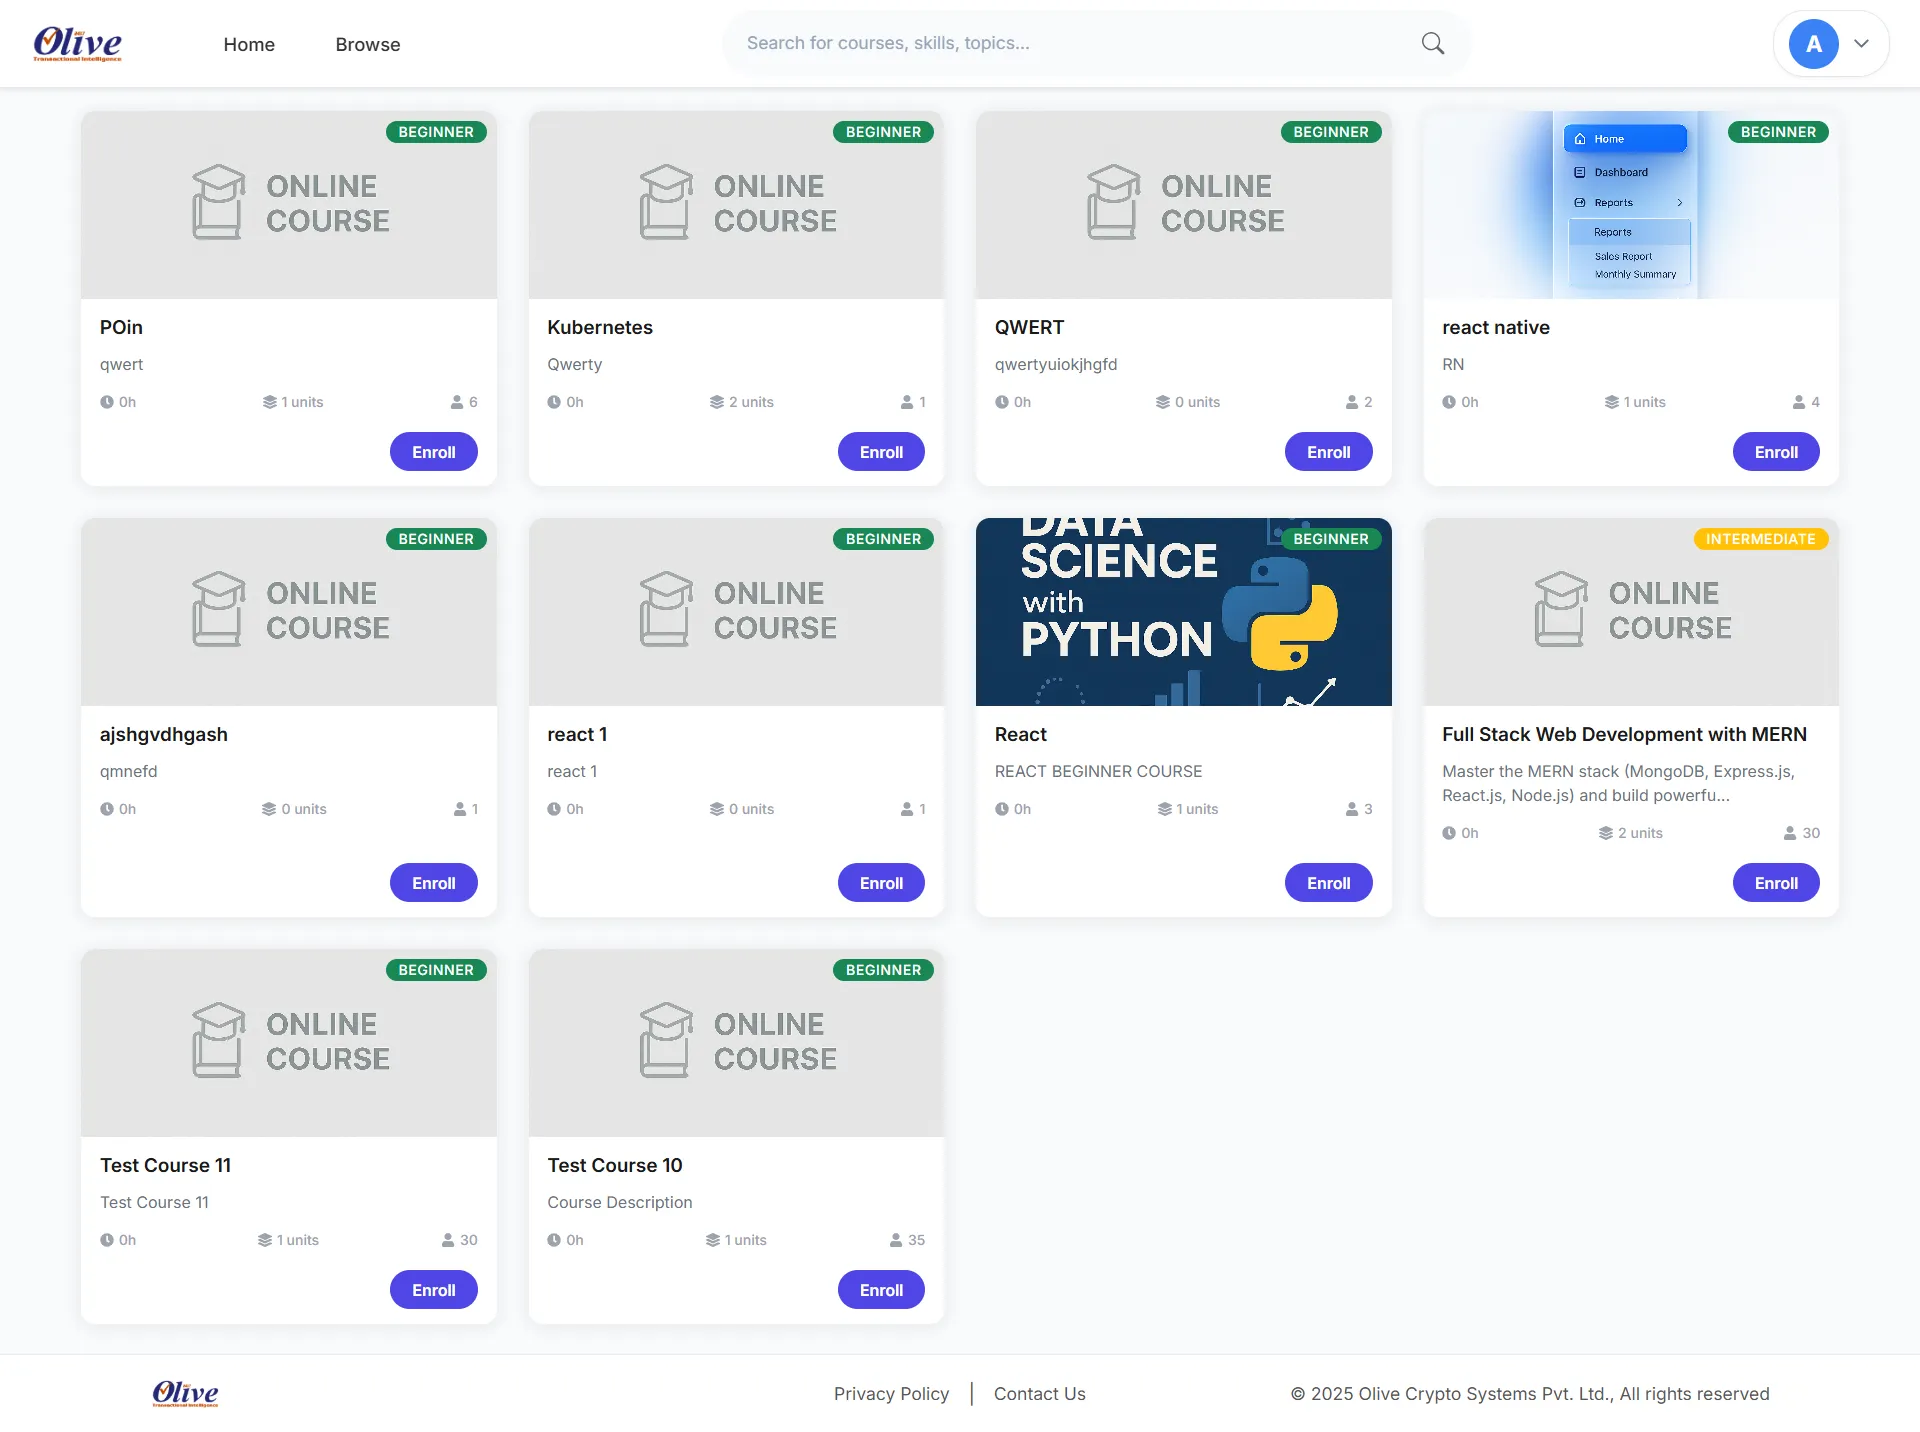 Olive
Transactional Intelligence
Home
Browse
Search for courses, skills, topics...
A
BEGINNER
ONLINE
COURSE
POin
qwert
0h
1 units
6
Enroll
BEGINNER
ONLINE
COURSE
Kubernetes
Qwerty
0h
2 units
1
Enroll
BEGINNER
ONLINE
COURSE
QWERT
qwertyuiokjhgfd
0h
0 units
2
Enroll
BEGINNER
Home
Dashboard
Reports
Reports
Sales Report
Monthly Summary
react native
RN
0h
1 units
4
Enroll
BEGINNER
ONLINE
COURSE
ajshgvdhgash
qmnefd
0h
0 units
1
Enroll
BEGINNER
ONLINE
COURSE
react 1
react 1
0h
0 units
1
Enroll
BEGINNER
DATA
SCIENCE
with
PYTHON
React
REACT BEGINNER COURSE
0h
1 units
3
Enroll
INTERMEDIATE
ONLINE
COURSE
Full Stack Web Development with MERN
Master the MERN stack (MongoDB, Express.js,
React.js, Node.js) and build powerfu...
0h
2 units
30
Enroll
BEGINNER
ONLINE
COURSE
Test Course 11
Test Course 11
0h
1 units
30
Enroll
BEGINNER
ONLINE
COURSE
Test Course 10
Course Description
0h
1 units
35
Enroll
Olive
Transactional Intelligence
Privacy Policy
Contact Us
© 2025 Olive Crypto Systems Pvt. Ltd., All rights reserved